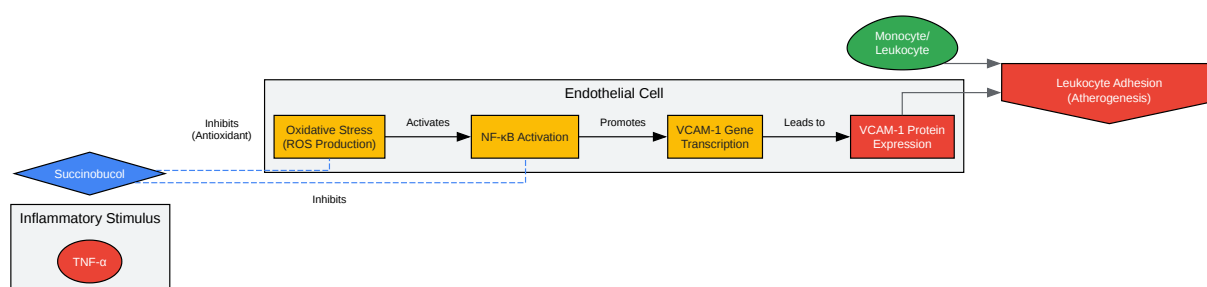 Monocyte/
Leukocyte
Leukocyte Adhesion
(Atherogenesis)
Endothelial Cell
Inhibits
(Antioxidant)
Oxidative Stress
(ROS Production)
Activates
NF-κB Activation
Promotes
VCAM-1 Gene
Transcription
Leads to
VCAM-1 Protein
Expression
Succinobucol
Inhibits
Inflammatory Stimulus
TNF-α